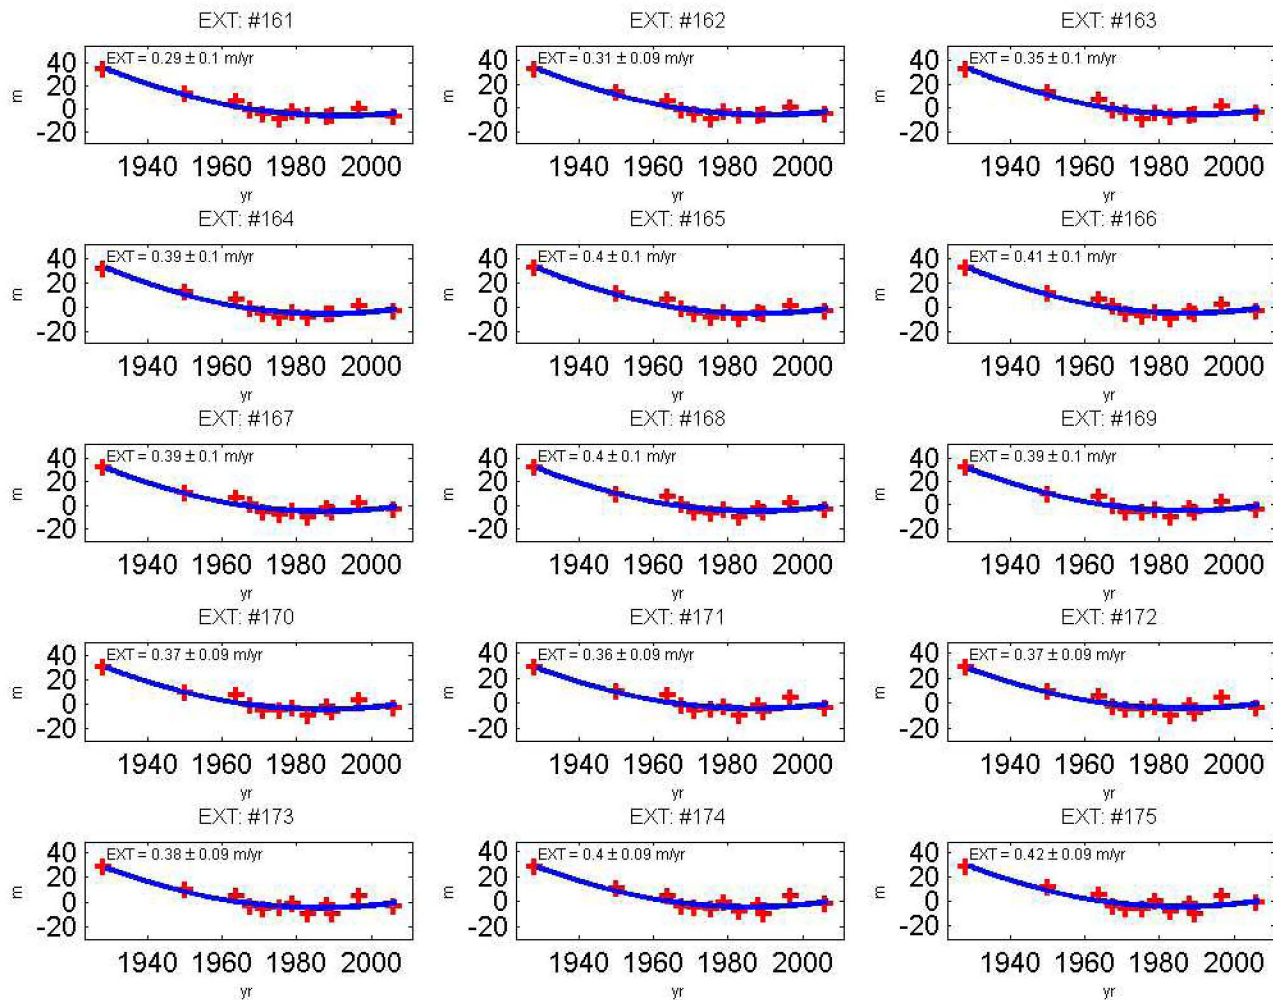 EXT: #161 EXT: #162 EXT: #163
EXT = 0.29 ± 0.1 m/yr EXT = 0.31 ± 0.09 m/yr EXT = 0.35 ± 0.1 m/yr
40 40 40
20 20 20
m 0 m 0 m 0
-20 -20 -20
1940 1960 1980 2000 1940 1960 1980 2000 1940 1960 1980 2000
yr yr yr
EXT: #164 EXT: #165 EXT: #166
EXT = 0.39 ± 0.1 m/yr EXT = 0.4 ± 0.1 m/yr EXT = 0.41 ± 0.1 m/yr
40 40 40
20 20 20
m 0 m 0 m 0
-20 -20 -20
1940 1960 1980 2000 1940 1960 1980 2000 1940 1960 1980 2000
yr yr yr
EXT: #167 EXT: #168 EXT: #169
EXT = 0.39 ± 0.1 m/yr EXT = 0.4 ± 0.1 m/yr EXT = 0.39 ± 0.1 m/yr
40 40 40
20 20 20
m 0 m 0 m 0
-20 -20 -20
1940 1960 1980 2000 1940 1960 1980 2000 1940 1960 1980 2000
yr yr yr
EXT: #170 EXT: #171 EXT: #172
EXT = 0.37 ± 0.09 m/yr EXT = 0.36 ± 0.09 m/yr EXT = 0.37 ± 0.09 m/yr
40 40 40
20 20 20
m 0 m 0 m 0
-20 -20 -20
1940 1960 1980 2000 1940 1960 1980 2000 1940 1960 1980 2000
yr yr yr
EXT: #173 EXT: #174 EXT: #175
EXT = 0.38 ± 0.09 m/yr EXT = 0.4 ± 0.09 m/yr EXT = 0.42 ± 0.09 m/yr
40 40 40
20 20 20
m 0 m 0 m 0
-20 -20 -20
1940 1960 1980 2000 1940 1960 1980 2000 1940 1960 1980 2000
yr yr yr